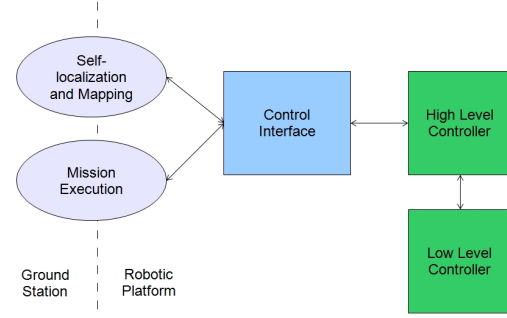 Self-
localization
and Mapping
Mission
Execution
Control
Interface
High Level
Controller
Low Level
Controller
Ground
Station
Robotic
Platform